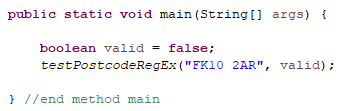 public static void main(String[] args) {
boolean valid = false;
testPostcodeRegEx("FK10 2AR", valid);
} //end method main